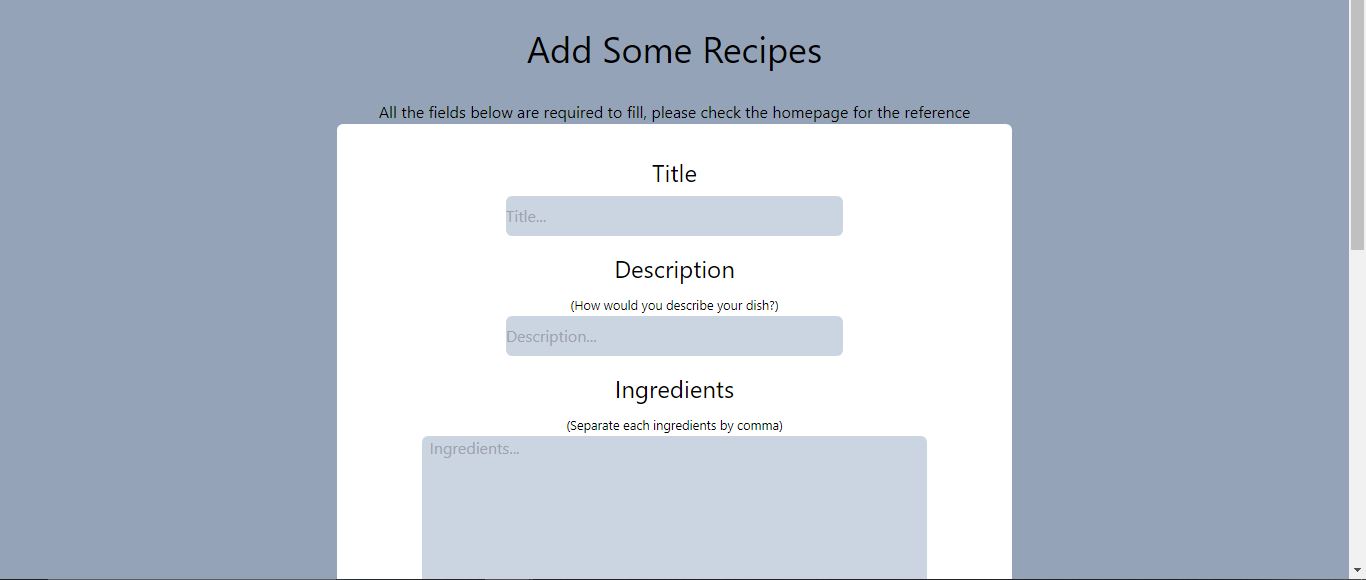 Add Some Recipes
All the fields below are required to fill, please check the homepage for the reference
Title
Title...
Description
(How would you describe your dish?)
Description...
Ingredients
(Separate each ingredients by comma)
Ingredients...